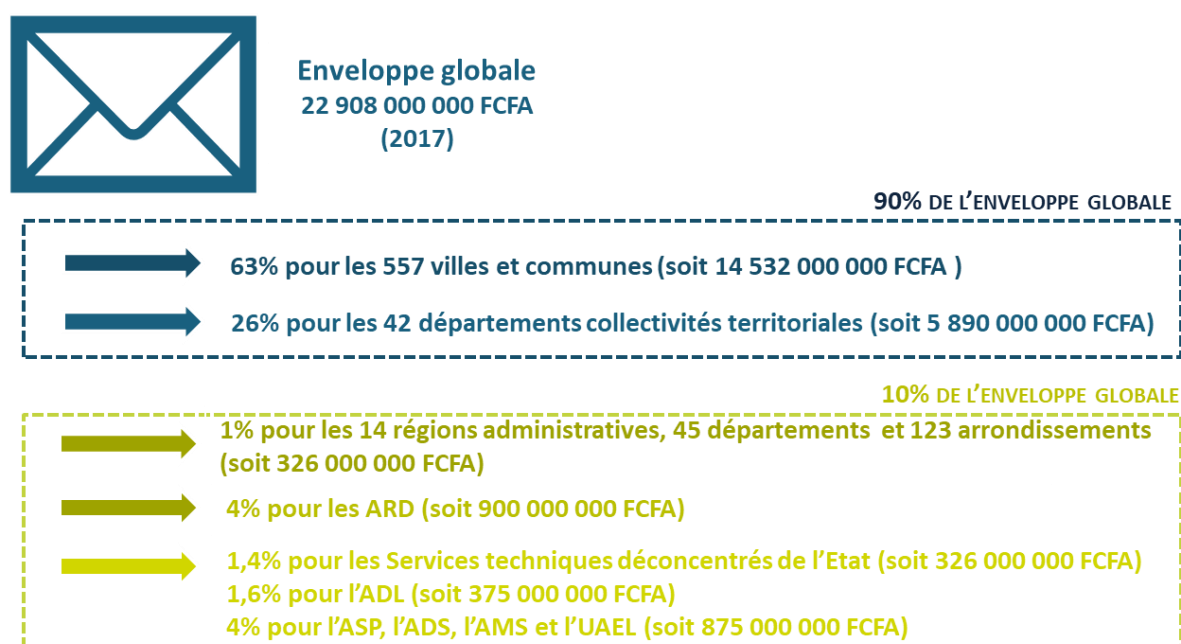 Enveloppe globale
22 908 000 000 FCFA
(2017)
90% DE L'ENVELOPPE GLOBALE
63% pour les 557 villes et communes (soit 14 532 000 000 FCFA )
26% pour les 42 départements collectivités territoriales (soit 5 890 000 000 FCFA)
10% DE L'ENVELOPPE GLOBALE
1% pour les 14 régions administratives, 45 départements et 123 arrondissements
(soit 326 000 000 FCFA)
4% pour les ARD (soit 900 000 000 FCFA)
1,4% pour les Services techniques déconcentrés de l'Etat (soit 326 000 000 FCFA)
1,6% pour l'ADL (soit 375 000 000 FCFA)
4% pour l'ASP, l'ADS, l'AMS et l'UAEL (soit 875 000 000 FCFA)